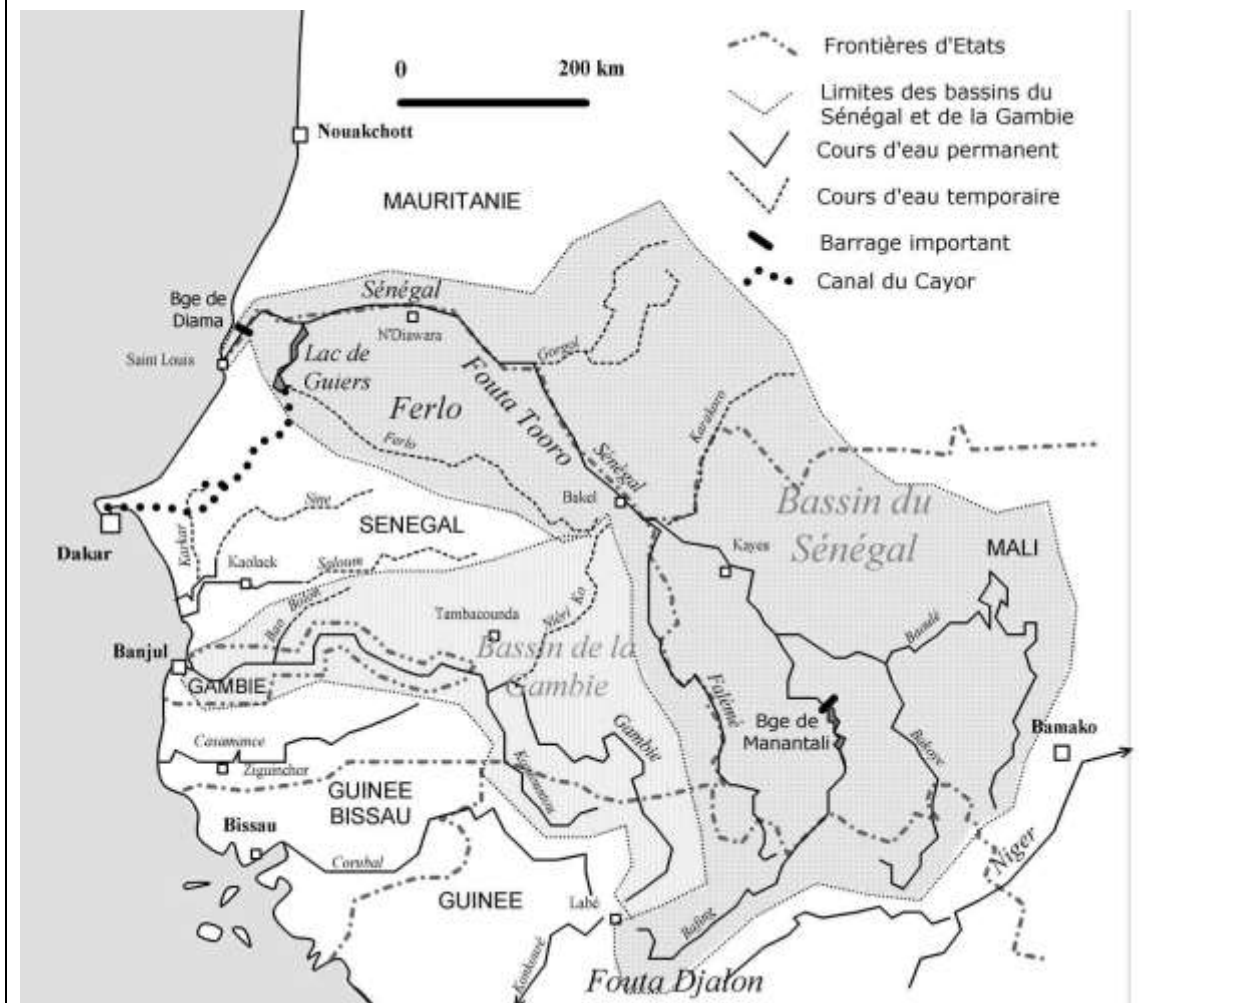 Frontières d'Etats
0 200 km
Limites des bassins du
Sénégal et de la Gambie
Nouakchott
Cours d'eau permanent
MAURITANIE
Cours d'eau temporaire
Barrage important
Canal du Cayor
Sénégal
Bge de
Diama
N'Diawara
Saint Louis
Lac de
Guiers
Gorgol
Fouta Tooro
Ferlo
Ferlo
Karakoro
Sénégal
Bakel
Bassin du
Sénégal
Sine
SENEGAL
MALI
Dakar
Karkar
Kaolack
Saloum
Kayes
Bao Bolon
Tambacounda
Niéri Ko
Baoulé
Banjul
Bassin de la
Gambie
GAMBIE
Falémé
Bge de
Manantali
Gambie
Bamako
Casamance
Ziguinchor
Bakoye
GUINEE
BISSAU
Bissau
Corubal
Niger
GUINEE
Labé
Bafing
Konkouré
Fouta Djalon